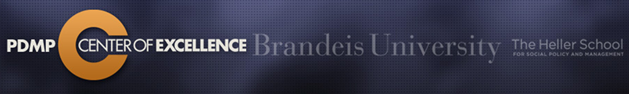 PDMP CENTER OF EXCELLENCE Brandeis University The Heller School
FOR SOCIAL POLICY AND MANAGEMENT